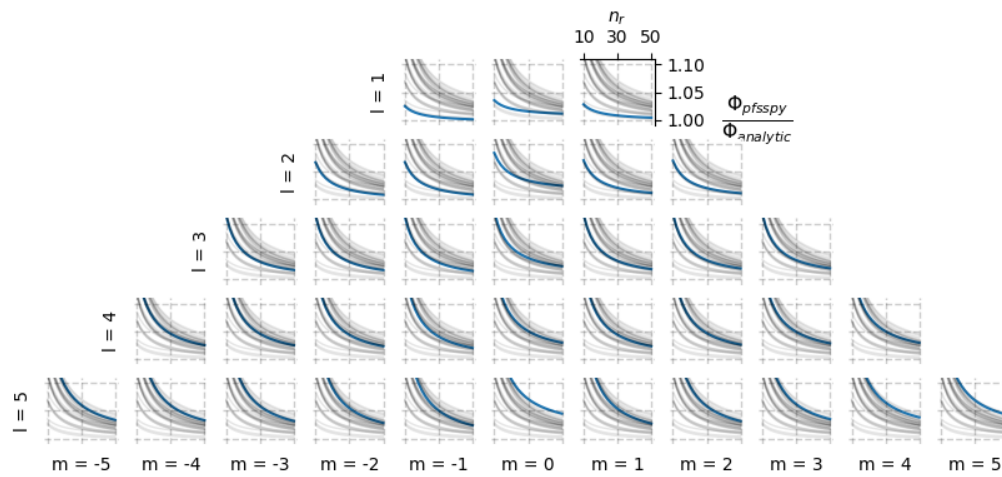 n_r
10 30 50
1.10
1.05
1.00
Φ_pfsspy
Φ_analytic
l = 1
l = 2
l = 3
l = 4
l = 5
m = -5 m = -4 m = -3 m = -2 m = -1 m = 0 m = 1 m = 2 m = 3 m = 4 m = 5